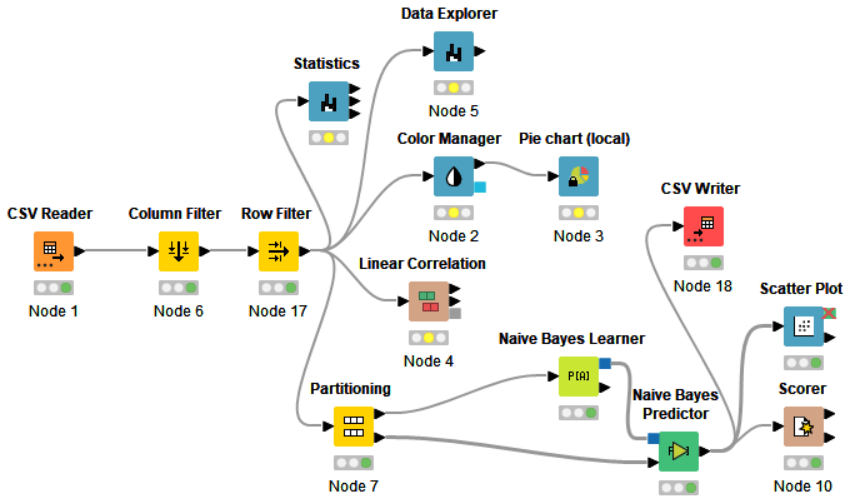 Data Explorer
Node 5
Statistics
Color Manager
Node 2
Pie chart (local)
Node 3
CSV Reader
Node 1
Column Filter
Node 6
Row Filter
Node 17
Linear Correlation
Node 4
CSV Writer
Node 18
Scatter Plot
Naive Bayes Learner
P[A]
Partitioning
Node 7
Naive Bayes
Predictor
Scorer
Node 10